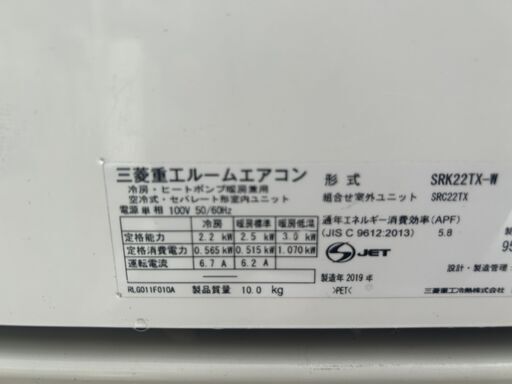 三菱重工ルームエアコン
冷房・ヒートポンプ暖房兼用
空冷式・セパレート形室内ユニット
電源 単相 100V 50/60Hz
冷房 暖房標準 暖房低温
定格能力 2.2 kW 2.5 kW 3.0 kW
定格消費電力 0.565 kW 0.515 kW 1.070 kW
運転電流 6.7 A 6.2 A
RLG011F010A 製品質量 10.0 kg
形式 SRK22TX-W
組合せ室外ユニット SRC22TX
通年エネルギー消費効率(APF)
(JIS C 9612:2013) 5.8
JET
製造年 2019 年
>PET<
製
95
設計・製造管理
三菱重工冷熱株式会社